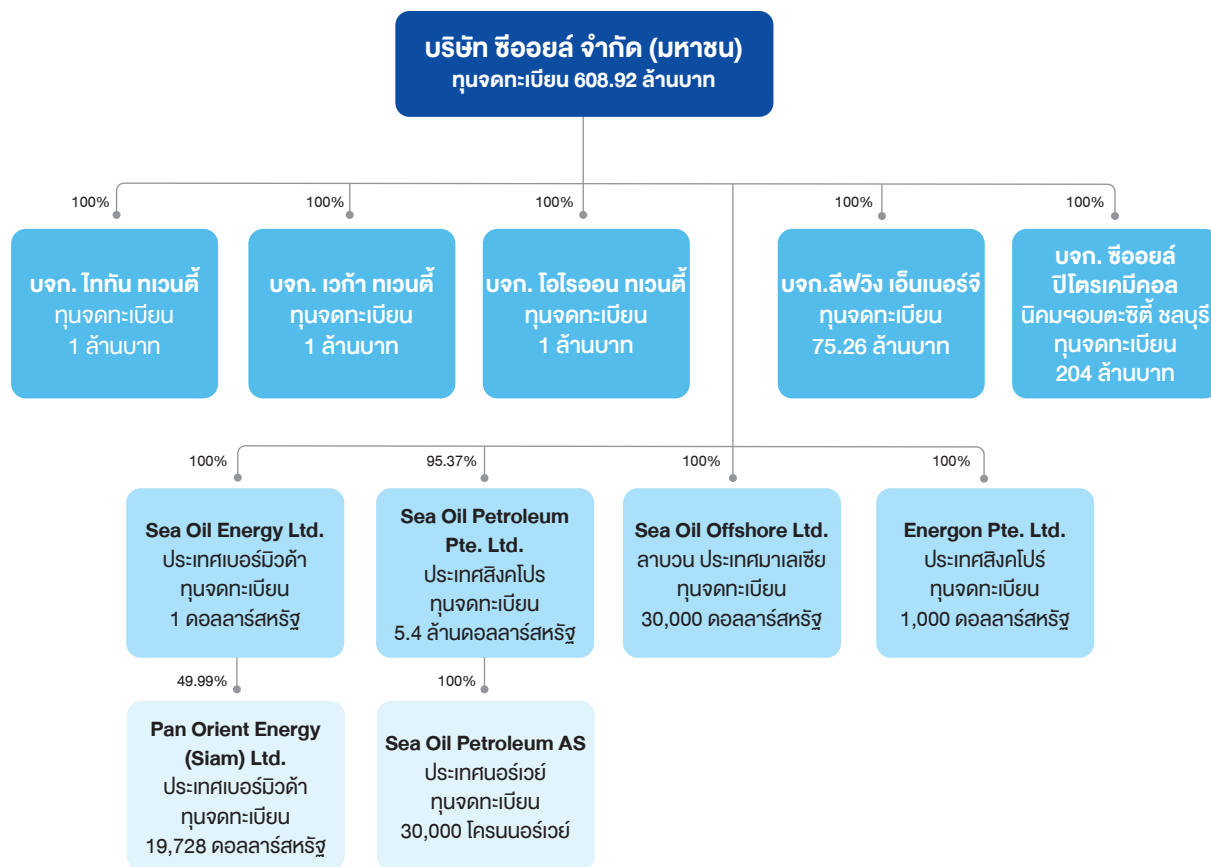 บริษัท ซีออยล์ จำกัด (มหาชน)
ทุนจดทะเบียน 608.92 ล้านบาท
100%
100%
100%
100%
100%
บจก. ไททัน ทเวนตี้
ทุนจดทะเบียน
1 ล้านบาท
บจก. เวก้า ทเวนตี้
ทุนจดทะเบียน
1 ล้านบาท
บจก. โอไรออน ทเวนตี้
ทุนจดทะเบียน
1 ล้านบาท
บจก.ลีฟวิง เอ็นเนอร์จี
ทุนจดทะเบียน
75.26 ล้านบาท
บจก. ซีออยล์
ปิโตรเคมีคอล
นิคมฯอมตะซิตี้ ชลบุรี
ทุนจดทะเบียน
204 ล้านบาท
100%
95.37%
100%
100%
Sea Oil Energy Ltd.
ประเทศเบอร์มิวด้า
ทุนจดทะเบียน
1 ดอลลาร์สหรัฐ
Sea Oil Petroleum
Pte. Ltd.
ประเทศสิงคโปร
ทุนจดทะเบียน
5.4 ล้านดอลลาร์สหรัฐ
Sea Oil Offshore Ltd.
ลาบวน ประเทศมาเลเซีย
ทุนจดทะเบียน
30,000 ดอลลาร์สหรัฐ
Energon Pte. Ltd.
ประเทศสิงคโปร์
ทุนจดทะเบียน
1,000 ดอลลาร์สหรัฐ
49.99%
100%
Pan Orient Energy
(Siam) Ltd.
ประเทศเบอร์มิวด้า
ทุนจดทะเบียน
19,728 ดอลลาร์สหรัฐ
Sea Oil Petroleum AS
ประเทศนอร์เวย์
ทุนจดทะเบียน
30,000 โครนนอร์เวย์